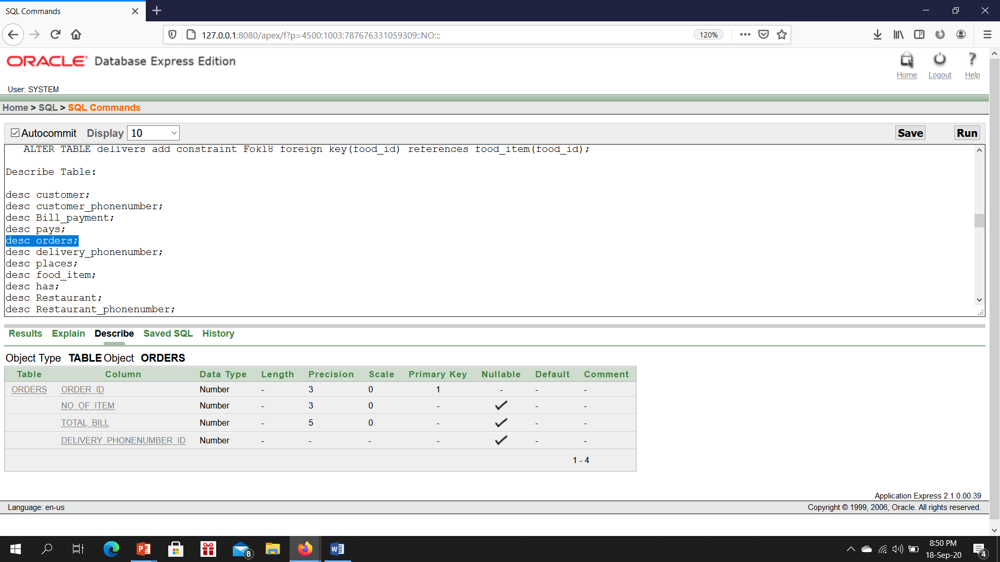 SQL Commands
127.0.0.1:8080/apex/f?p=4500:1003:787676331059309::NO:::
120%
ORACLE Database Express Edition
Home Logout Help
User: SYSTEM
Home > SQL > SQL Commands
Autocommit Display 10 Save Run
ALTER TABLE delivers add constraint Fok18 foreign key(food_id) references food_item(food_id);
Describe Table:
desc customer;
desc customer_phonenumber;
desc Bill_payment;
desc pays;
desc orders;
desc delivery_phonenumber;
desc places;
desc food_item;
desc has;
desc Restaurant;
desc Restaurant_phonenumber;
Results Explain Describe Saved SQL History
Object Type TABLE Object ORDERS
Table Column Data Type Length Precision Scale Primary Key Nullable Default Comment
ORDERS ORDER_ID Number - 3 0 1 - - -
NO_OF_ITEM Number - 3 0 - - -
TOTAL_BILL Number - 5 0 - - -
DELIVERY_PHONENUMBER_ID Number - - - - - -
1 - 4
Application Express 2.1.0.00.39
Language: en-us Copyright © 1999, 2006, Oracle. All rights reserved.
8
8:50 PM
18-Sep-20
4